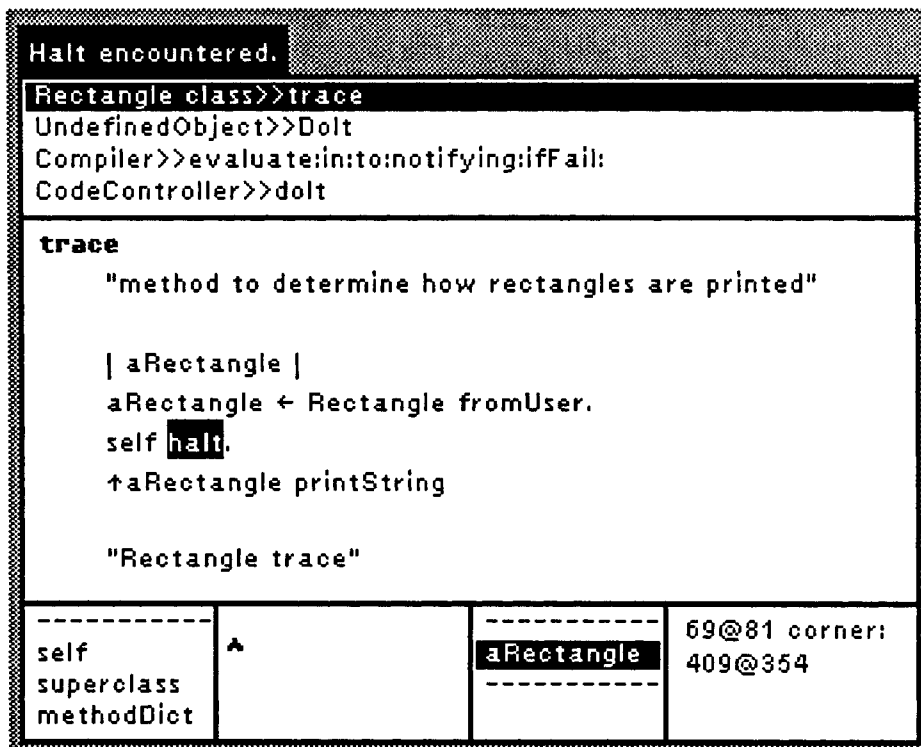 Halt encountered.
Rectangle class>>trace
UndefinedObject>>DoIt
Compiler>>evaluate:in:to:notifying:ifFail:
CodeController>>doIt
trace
"method to determine how rectangles are printed"
| aRectangle |
aRectangle ← Rectangle fromUser.
self halt.
↑aRectangle printString
"Rectangle trace"
-----------
self
superclass
methodDict
-----------
aRectangle
-----------
69@81 corner:
409@354